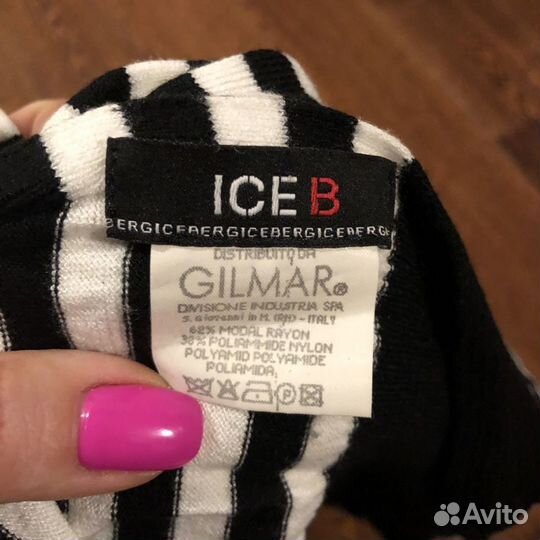 ICE B
BERGICEBERGICEBERGICEBERGICEBERGICEBERG
DISTRIBUITO DA
GILMAR®
DIVISIONE INDUSTRIA SPA
S. Giovanni in M. (RN) - ITALY
62% MODAL RAYON
38% POLIAMMIDE NYLON
POLYAMID POLYAMIDE
POLIAMIDA
P
Avito